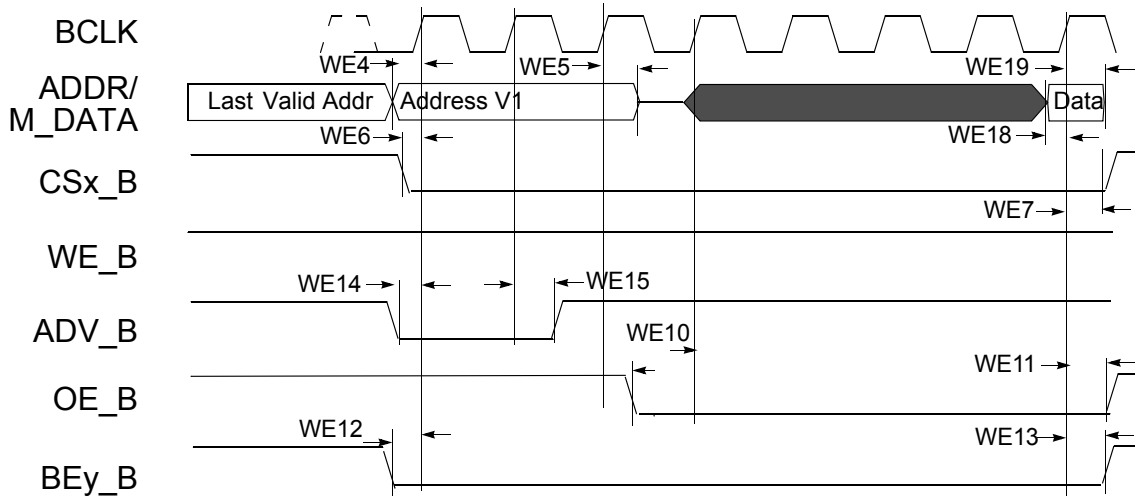 BCLK
WE4
WE5
WE19
ADDR/
M_DATA
Last Valid Addr
Address V1
Data
WE6
WE18
CSx_B
WE7
WE_B
WE14
WE15
ADV_B
WE10
WE11
OE_B
WE12
WE13
BEy_B